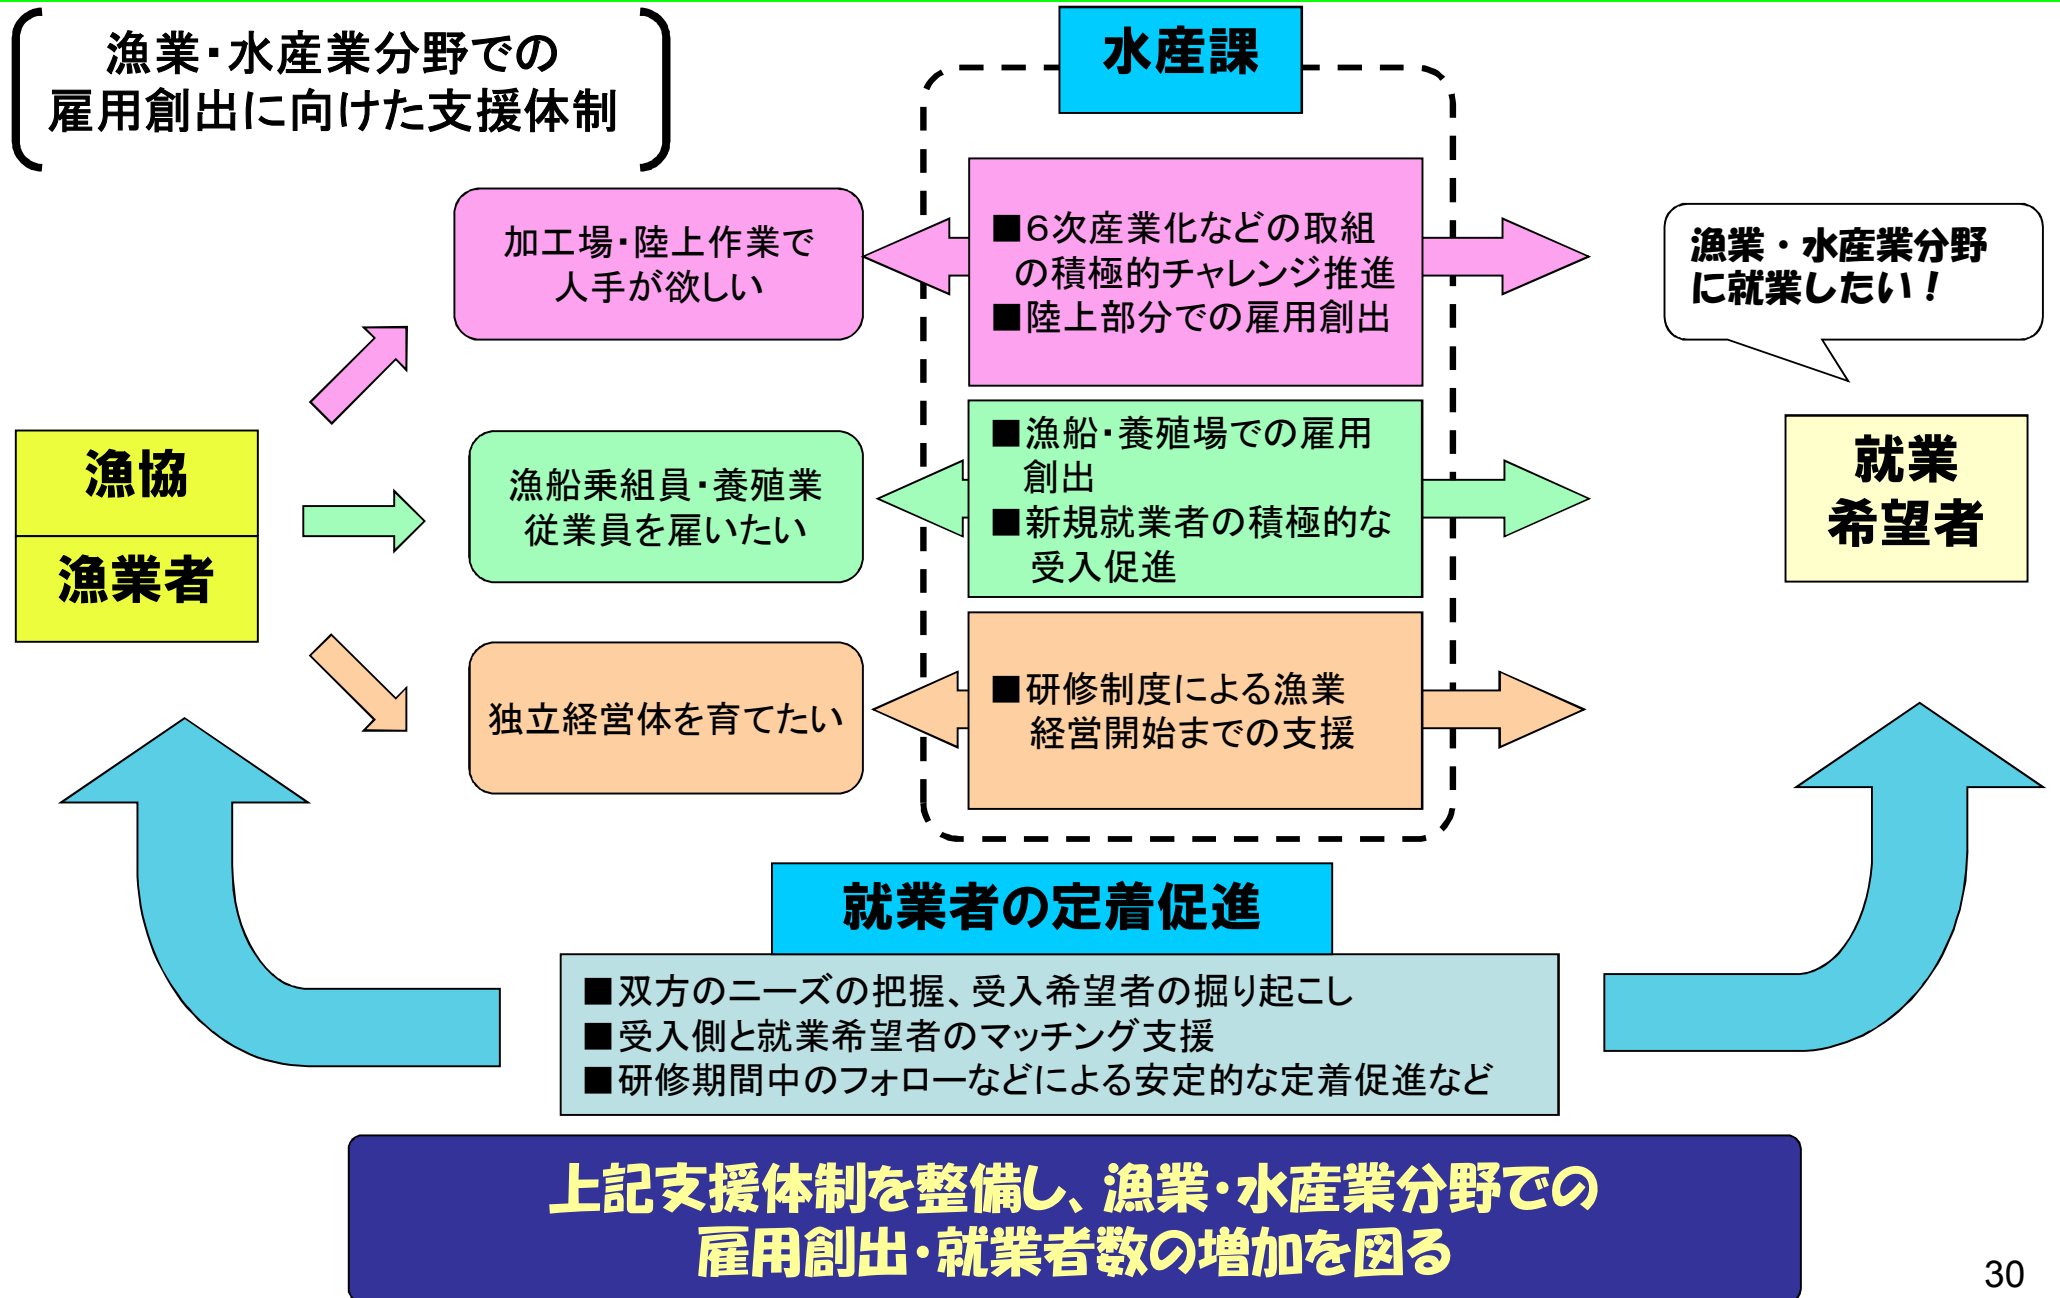 漁業・水産業分野での
雇用創出に向けた支援体制
水産課
加工場・陸上作業で
人手が欲しい
■６次産業化などの取組
の積極的チャレンジ推進
■陸上部分での雇用創出
漁業・水産業分野
に就業したい！
漁協
漁業者
漁船乗組員・養殖業
従業員を雇いたい
■漁船・養殖場での雇用
創出
■新規就業者の積極的な
受入促進
就業
希望者
独立経営体を育てたい
■研修制度による漁業
経営開始までの支援
就業者の定着促進
■双方のニーズの把握、受入希望者の掘り起こし
■受入側と就業希望者のマッチング支援
■研修期間中のフォローなどによる安定的な定着促進など
上記支援体制を整備し、漁業・水産業分野での
雇用創出・就業者数の増加を図る
30